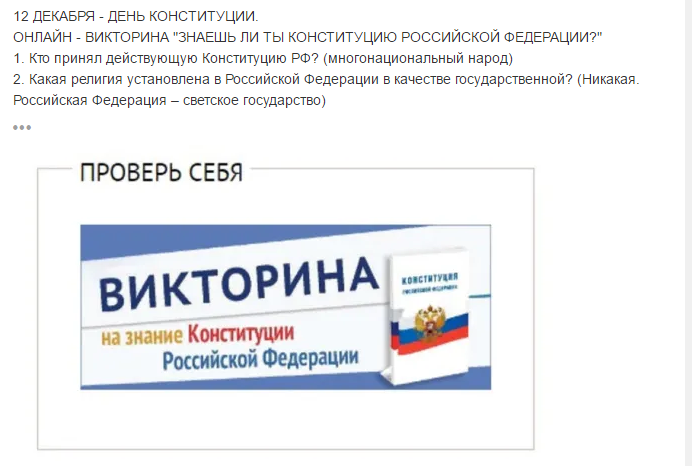 12 ДЕКАБРЯ - ДЕНЬ КОНСТИТУЦИИ.
ОНЛАЙН - ВИКТОРИНА "ЗНАЕШЬ ЛИ ТЫ КОНСТИТУЦИЮ РОССИЙСКОЙ ФЕДЕРАЦИИ?"
1. Кто принял действующую Конституцию РФ? (многонациональный народ)
2. Какая религия установлена в Российской Федерации в качестве государственной? (Никакая.
Российская Федерация – светское государство)
ПРОВЕРЬ СЕБЯ
ВИКТОРИНА
на знание Конституции
Российской Федерации
КОНСТИТУЦИЯ
РОССИЙСКОЙ ФЕДЕРАЦИИ